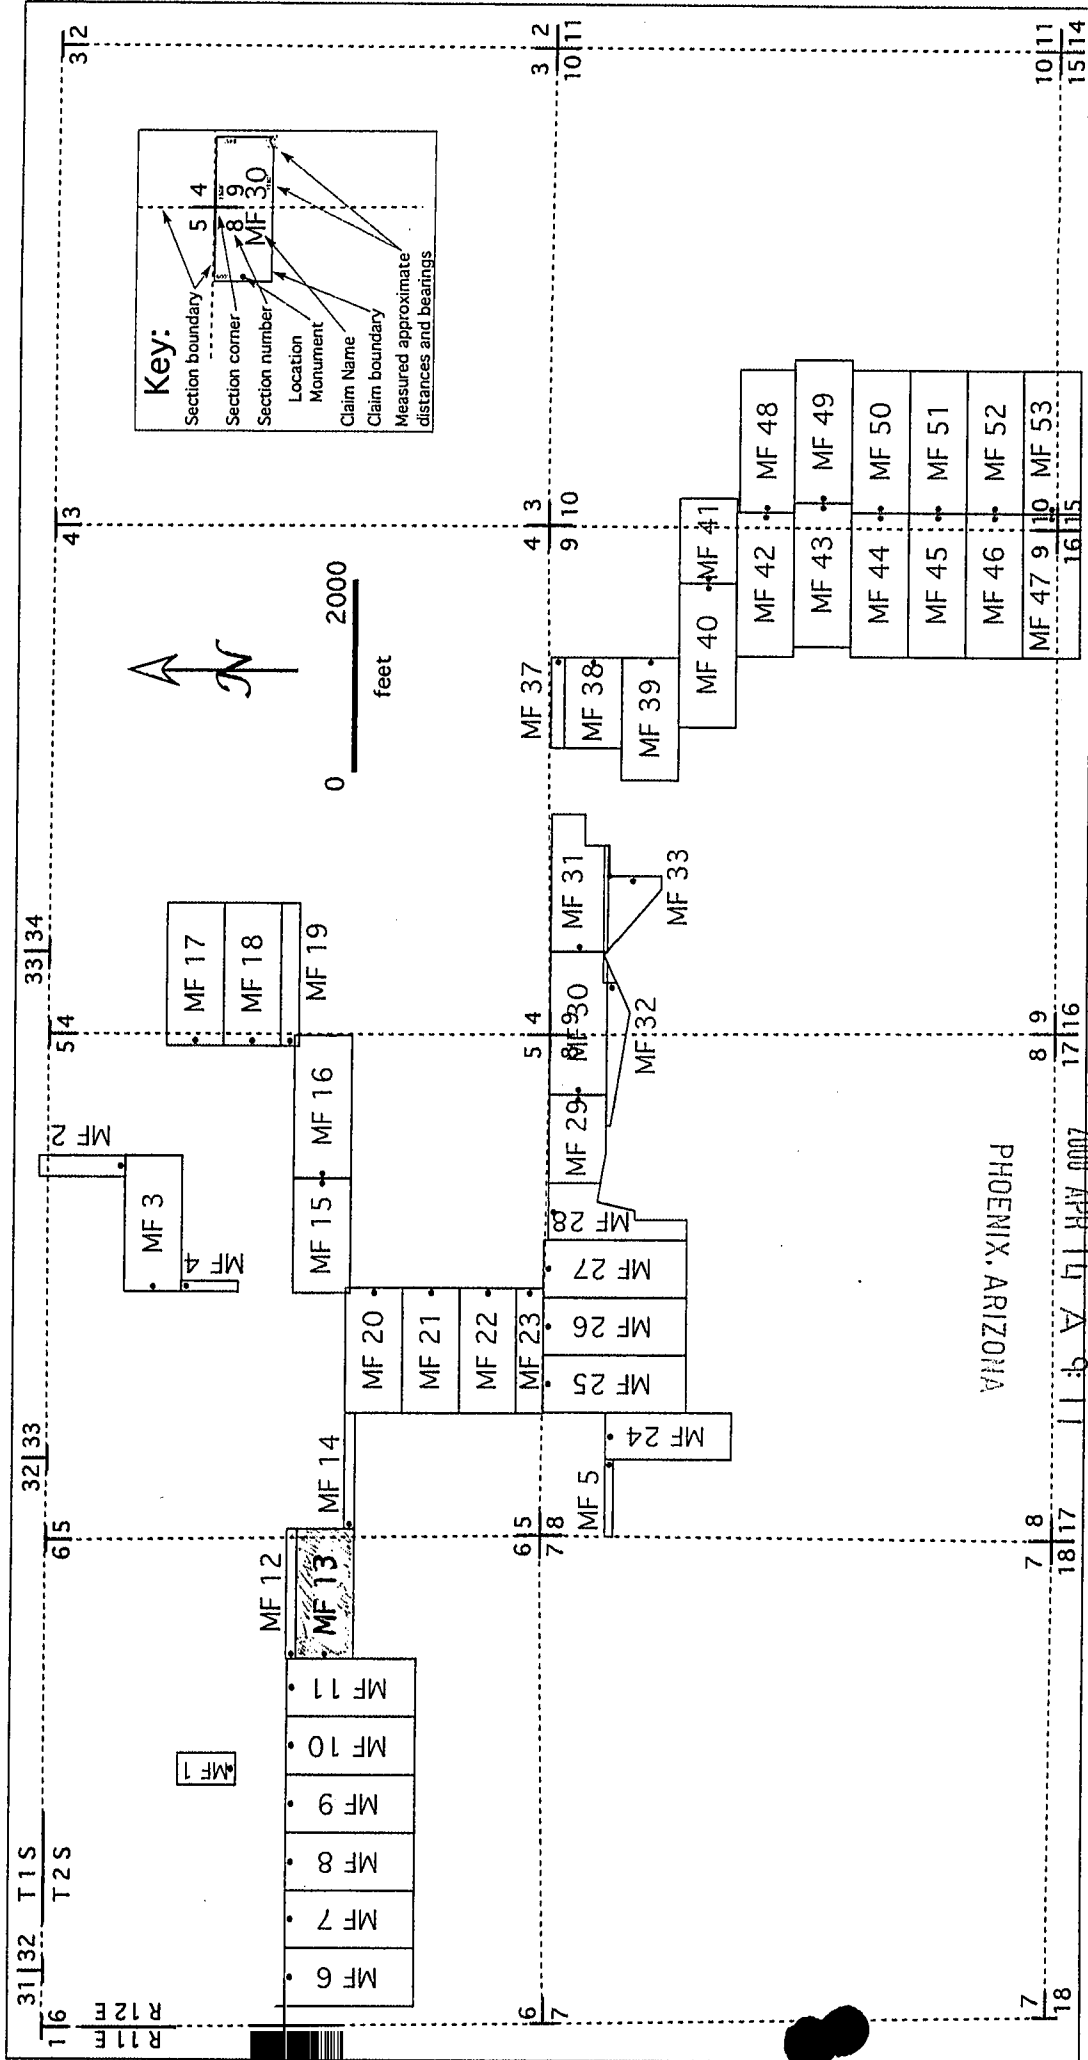 31|32 T1S
T2S
32|33
33|34
1|6
R11E
R12E
6|5
5|4
4|3
3|2
Key:
Section boundary
Section corner
Section number
Location
Monument
Claim Name
Claim boundary
Measured approximate
distances and bearings
5 4
8 9
MF 30
N
0 2000
feet
MF 1
MF 2
MF 3
MF 4
MF 17
MF 18
MF 19
MF 12
MF 13
MF 14
MF 15
MF 16
MF 6
MF 7
MF 8
MF 9
MF 10
MF 11
MF 20
MF 21
MF 22
MF 23
6
7
6 5
7 8
5 4
8 9
4 3
9 10
3 2
10 11
MF 5
MF 24
MF 25
MF 26
MF 27
MF 28
MF 29
MF 30
MF 31
MF 32
MF 33
MF 37
MF 38
MF 39
MF 40
MF 41
MF 42
MF 48
MF 43
MF 49
MF 44
MF 50
MF 45
MF 51
MF 46
MF 52
MF 47
MF 53
7
18
7 8
18 17
8 9
17 16
9 10
16 15
10 11
15 14
PHOENIX, ARIZONA
2000 APR 14 A 9:11